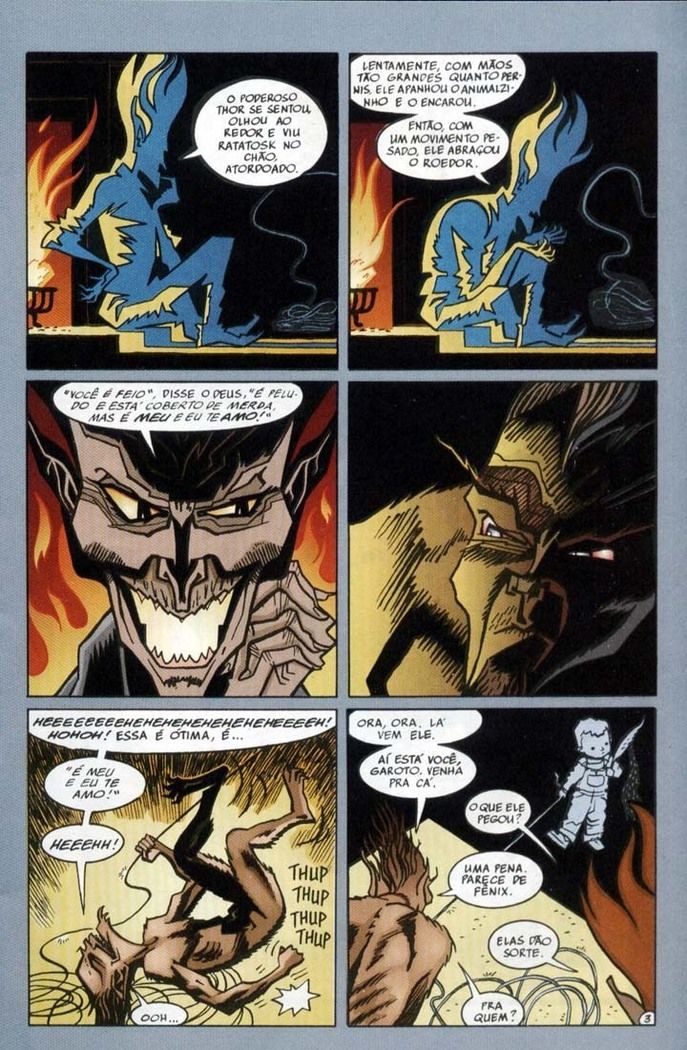 O PODEROSO
THOR SE SENTOU,
OLHOU AO
REDOR E VIU
RATATOSK NO
CHÃO,
ATORDOADO.
LENTAMENTE, COM MÃOS
TÃO GRANDES QUANTO PER-
NIS, ELE APANHOU O ANIMALZI-
NHO E O ENCAROU.
ENTÃO, COM
UM MOVIMENTO PE-
SADO, ELE ABRAÇOU
O ROEDOR.
"VOCÊ É FEIO", DISSE O DEUS, "É PELU-
DO E ESTÁ COBERTO DE MERDA,
MAS É MEU E EU TE AMO!"
HEEEEEEEEHEHEHEHEHEHEHEHEEEEEH!
HOHOH! ESSA É ÓTIMA, É...
"É MEU
E EU TE
AMO!"
HEEEHH!
THUP
THUP
THUP
THUP
OOH...
ORA, ORA. LÁ
VEM ELE.
AÍ ESTÁ VOCÊ,
GAROTO. VENHA
PRA CÁ.
O QUE ELE
PEGOU?
UMA PENA.
PARECE DE
FÊNIX.
ELAS DÃO
SORTE.
PRA
QUEM?
3